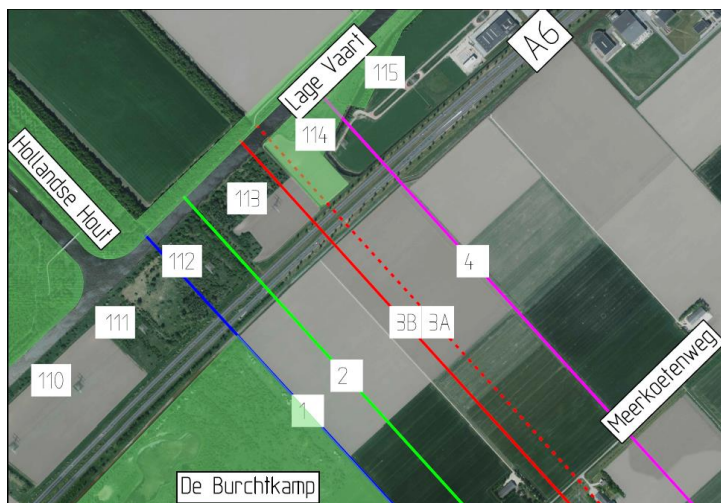 A6
Lage Vaart
115
114
Hollandse Hout
113
112
4
111
3B
3A
110
2
Meerkoetenweg
1
De Burchtkamp